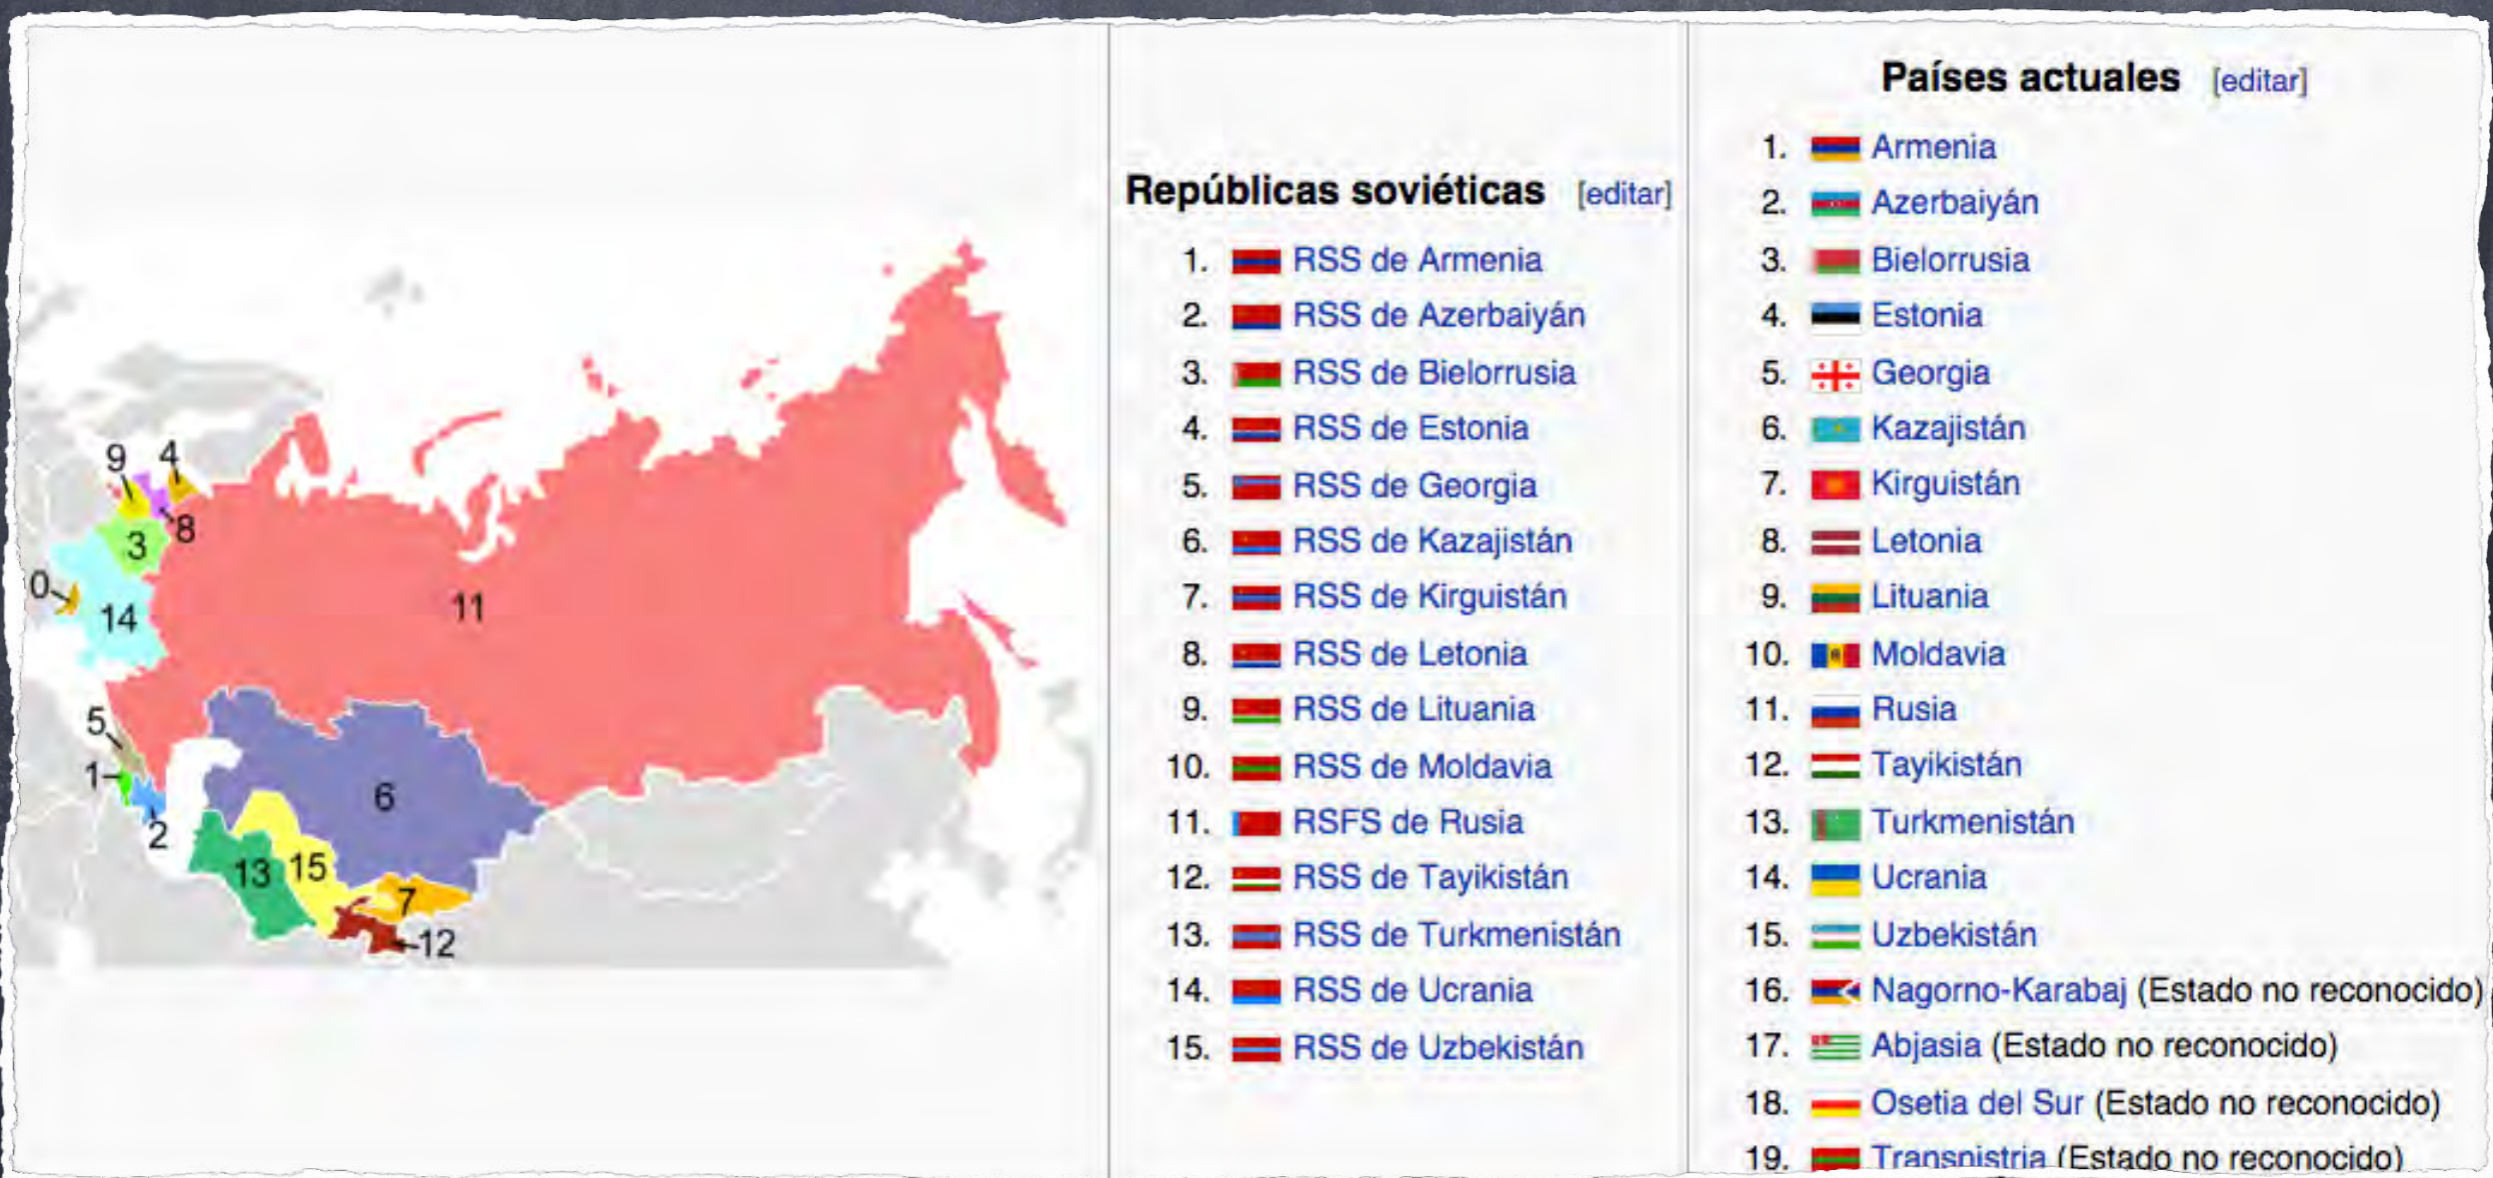 9 4
8
3
0
14
11
5
1
6
2
13 15
7
12
Repúblicas soviéticas [editar]
1. RSS de Armenia
2. RSS de Azerbaiyán
3. RSS de Bielorrusia
4. RSS de Estonia
5. RSS de Georgia
6. RSS de Kazajistán
7. RSS de Kirguistán
8. RSS de Letonia
9. RSS de Lituania
10. RSS de Moldavia
11. RSFS de Rusia
12. RSS de Tayikistán
13. RSS de Turkmenistán
14. RSS de Ucrania
15. RSS de Uzbekistán
Países actuales [editar]
1. Armenia
2. Azerbaiyán
3. Bielorrusia
4. Estonia
5. Georgia
6. Kazajistán
7. Kirguistán
8. Letonia
9. Lituania
10. Moldavia
11. Rusia
12. Tayikistán
13. Turkmenistán
14. Ucrania
15. Uzbekistán
16. Nagorno-Karabaj (Estado no reconocido)
17. Abjasia (Estado no reconocido)
18. Osetia del Sur (Estado no reconocido)
19. Transnistria (Estado no reconocido)